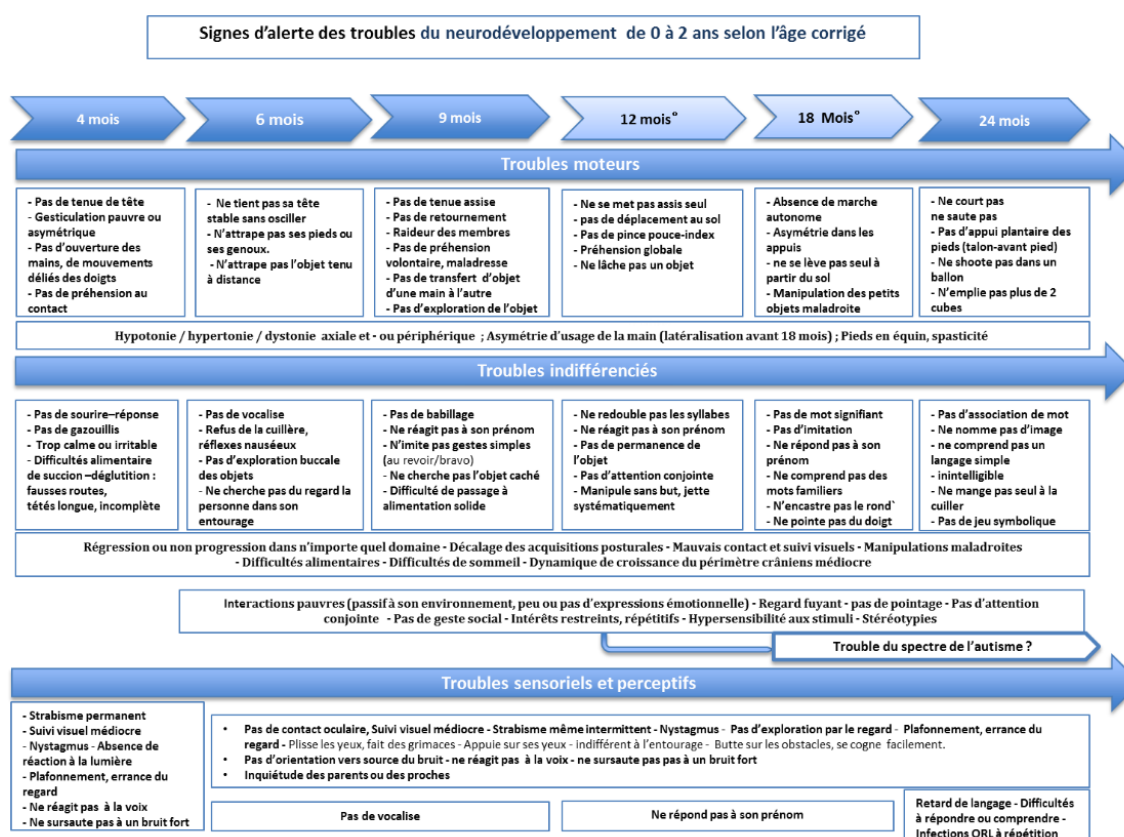 Signes d'alerte des troubles du neurodéveloppement de 0 à 2 ans selon l'âge corrigé
4 mois
6 mois
9 mois
12 mois°
18 Mois°
24 mois
Troubles moteurs
- Pas de tenue de tête
- Gesticulation pauvre ou
asymétrique
- Pas d'ouverture des
mains, de mouvements
déliés des doigts
- Pas de préhension au
contact
- Ne tient pas sa tête
stable sans osciller
- N'attrape pas ses pieds ou
ses genoux.
- N'attrape pas l'objet tenu
à distance
- Pas de tenue assise
- Pas de retournement
- Raideur des membres
- Pas de préhension
volontaire, maladresse
- Pas de transfert d'objet
d'une main à l'autre
- Pas d'exploration de l'objet
- Ne se met pas assis seul
- pas de déplacement au sol
- Pas de pince pouce-index
- Préhension globale
- Ne lâche pas un objet
- Absence de marche
autonome
- Asymétrie dans les
appuis
- ne se lève pas seul à
partir du sol
- Manipulation des petits
objets maladroite
- Ne court pas
ne saute pas
- Pas d'appui plantaire des
pieds (talon-avant pied)
- Ne shoote pas dans un
ballon
- N'emplie pas plus de 2
cubes
Hypotonie / hypertonie / dystonie axiale et - ou périphérique ; Asymétrie d'usage de la main (latéralisation avant 18 mois) ; Pieds en équin, spasticité
Troubles indifférenciés
- Pas de sourire–réponse
- Pas de gazouillis
- Trop calme ou irritable
- Difficultés alimentaire
de succion –déglutition :
fausses routes,
tétés longue, incomplète
- Pas de vocalise
- Refus de la cuillère,
réflexes nauséeux
- Pas d'exploration buccale
des objets
- Ne cherche pas du regard la
personne dans son
entourage
- Pas de babillage
- Ne réagit pas à son prénom
- N'imite pas gestes simples
(au revoir/bravo)
- Ne cherche pas l'objet caché
- Difficulté de passage à
alimentation solide
- Ne redouble pas les syllabes
- Ne réagit pas à son prénom
- Pas de permanence de
l'objet
- Pas d'attention conjointe
- Manipule sans but, jette
systématiquement
- Pas de mot signifiant
- Pas d'imitation
- Ne répond pas à son
prénom
- Ne comprend pas des
mots familiers
- N'encastre pas le rond`
- Ne pointe pas du doigt
- Pas d'association de mot
- Ne nomme pas d'image
- ne comprend pas un
langage simple
- inintelligible
- Ne mange pas seul à la
cuiller
- Pas de jeu symbolique
Régression ou non progression dans n'importe quel domaine - Décalage des acquisitions posturales - Mauvais contact et suivi visuels - Manipulations maladroites
- Difficultés alimentaires - Difficultés de sommeil - Dynamique de croissance du périmètre crâniens médiocre
Interactions pauvres (passif à son environnement, peu ou pas d'expressions émotionnelle) - Regard fuyant - pas de pointage - Pas d'attention
conjointe - Pas de geste social - Intérêts restreints, répétitifs - Hypersensibilité aux stimuli - Stéréotypies
Trouble du spectre de l'autisme ?
Troubles sensoriels et perceptifs
- Strabisme permanent
- Suivi visuel médiocre
- Nystagmus - Absence de
réaction à la lumière
- Plafonnement, errance du
regard
- Ne réagit pas à la voix
- Ne sursaute pas à un bruit fort
• Pas de contact oculaire, Suivi visuel médiocre - Strabisme même intermittent - Nystagmus - Pas d'exploration par le regard - Plafonnement, errance du
regard - Plisse les yeux, fait des grimaces - Appuie sur ses yeux - indifférent à l'entourage - Butte sur les obstacles, se cogne facilement.
• Pas d'orientation vers source du bruit - ne réagit pas à la voix - ne sursaute pas pas à un bruit fort
• Inquiétude des parents ou des proches
Pas de vocalise
Ne répond pas à son prénom
Retard de langage - Difficultés
à répondre ou comprendre -
Infections ORL à répétition